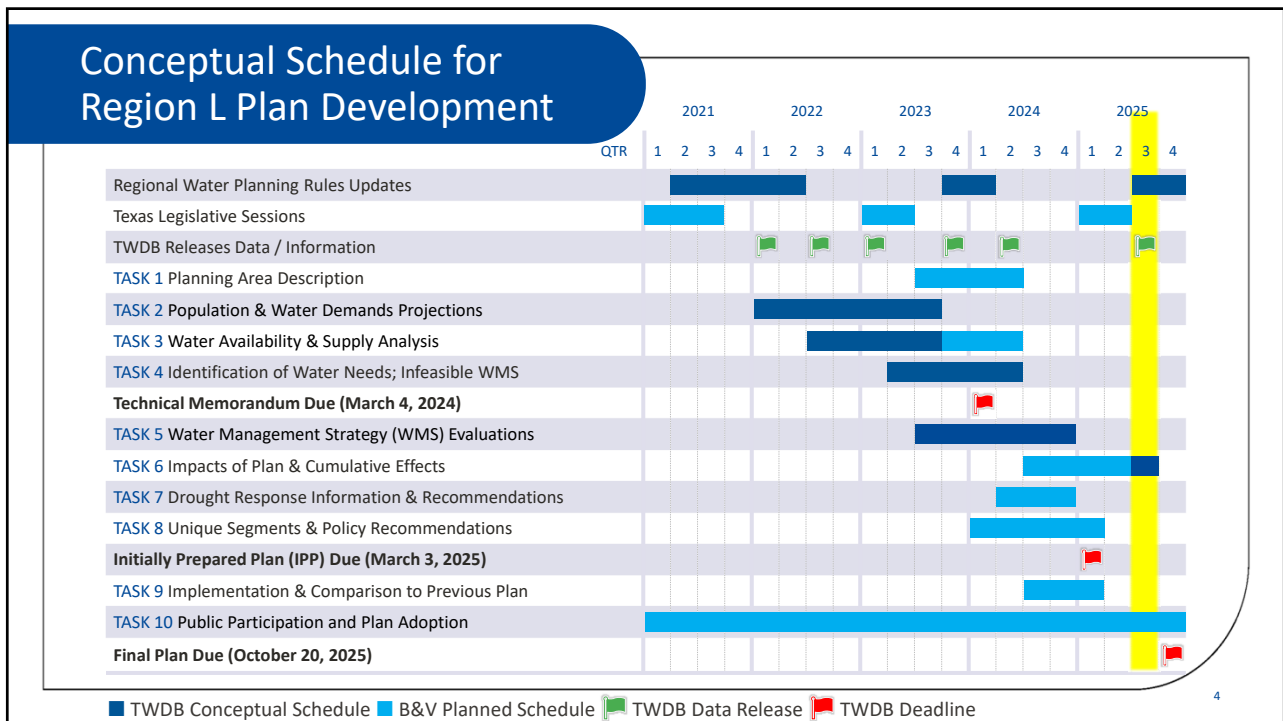 Conceptual Schedule for
Region L Plan Development
2021 2022 2023 2024 2025
QTR 1 2 3 4 1 2 3 4 1 2 3 4 1 2 3 4 1 2 3 4
Regional Water Planning Rules Updates
Texas Legislative Sessions
TWDB Releases Data / Information
TASK 1 Planning Area Description
TASK 2 Population & Water Demands Projections
TASK 3 Water Availability & Supply Analysis
TASK 4 Identification of Water Needs; Infeasible WMS
Technical Memorandum Due (March 4, 2024)
TASK 5 Water Management Strategy (WMS) Evaluations
TASK 6 Impacts of Plan & Cumulative Effects
TASK 7 Drought Response Information & Recommendations
TASK 8 Unique Segments & Policy Recommendations
Initially Prepared Plan (IPP) Due (March 3, 2025)
TASK 9 Implementation & Comparison to Previous Plan
TASK 10 Public Participation and Plan Adoption
Final Plan Due (October 20, 2025)
TWDB Conceptual Schedule B&V Planned Schedule TWDB Data Release TWDB Deadline
4